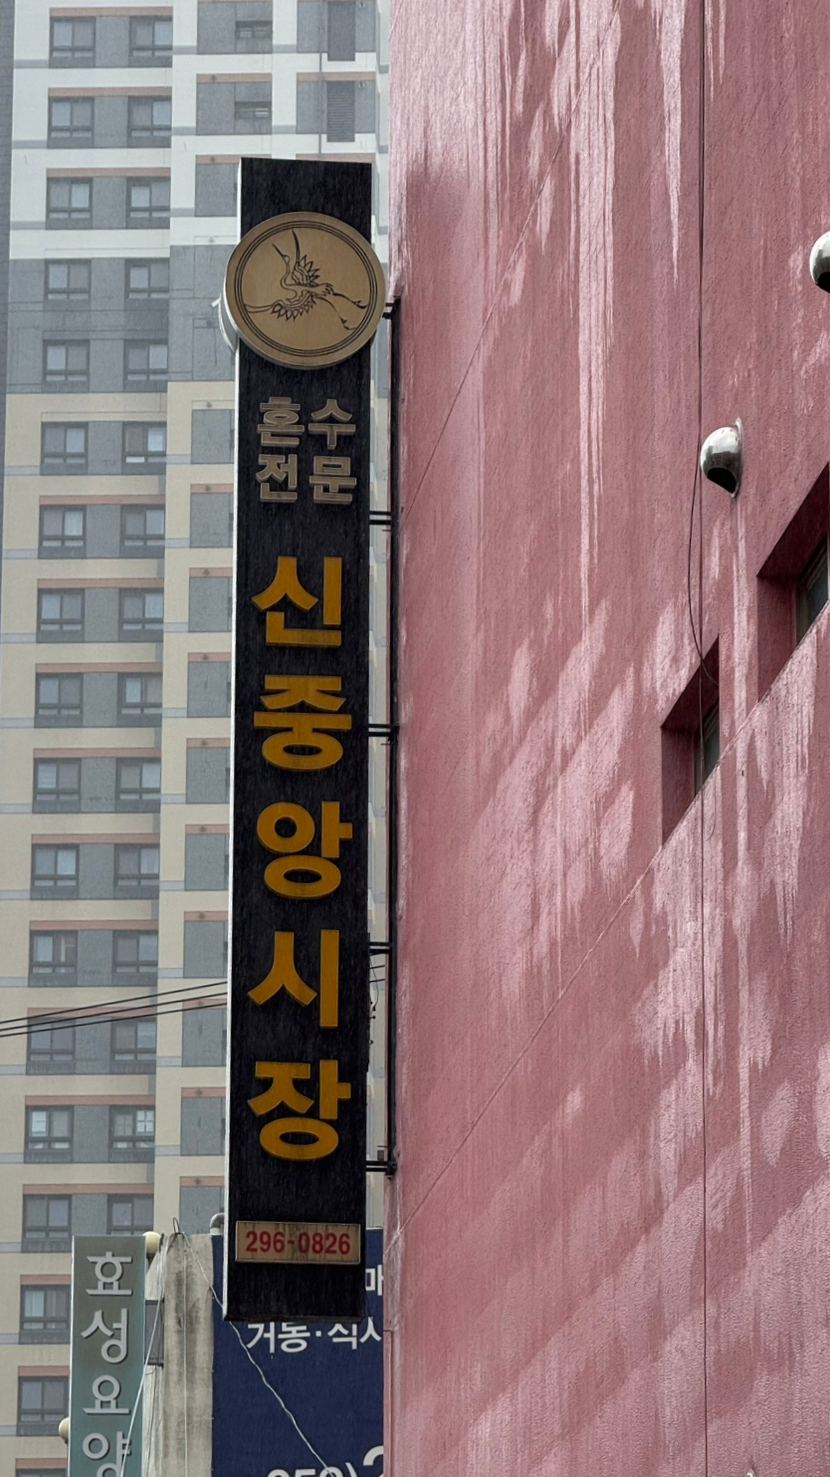 혼수
전문
신중앙시장
296-0826
효성요양
거동·식사